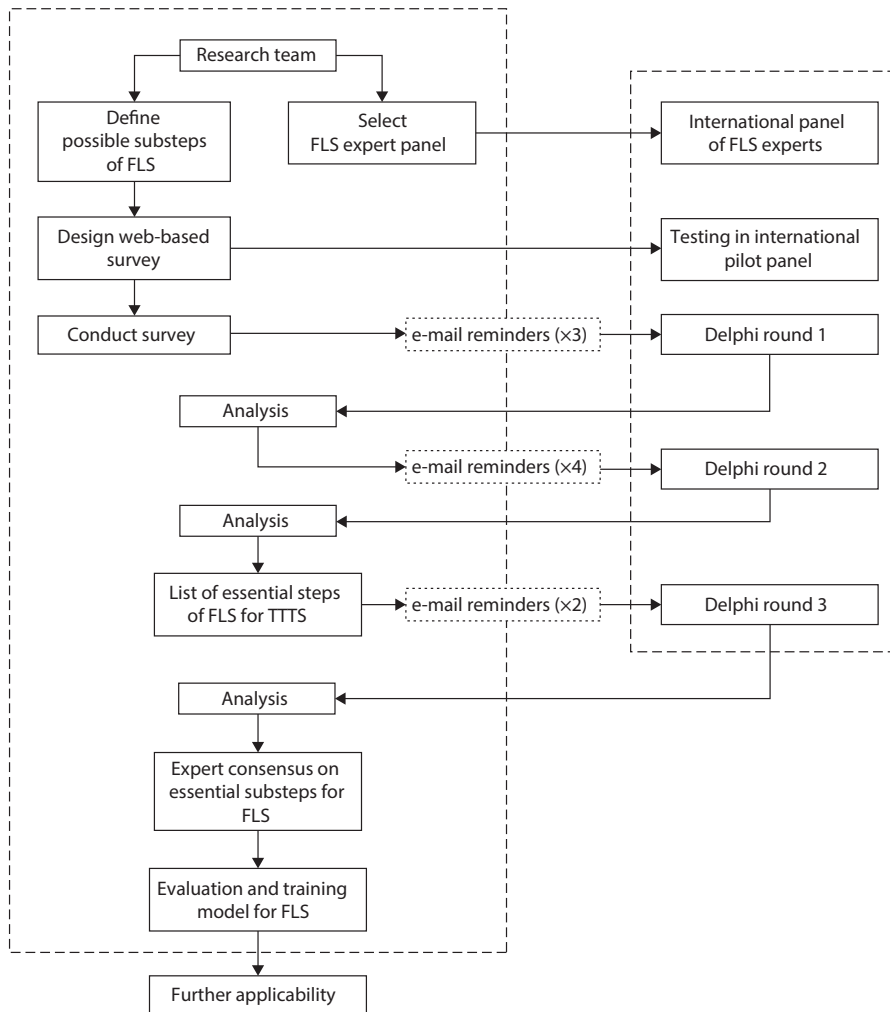 Research team
Define
possible substeps
of FLS
Select
FLS expert panel
International panel
of FLS experts
Design web-based
survey
Testing in international
pilot panel
Conduct survey
e-mail reminders (×3)
Delphi round 1
Analysis
e-mail reminders (×4)
Delphi round 2
Analysis
List of essential steps
of FLS for TTTS
e-mail reminders (×2)
Delphi round 3
Analysis
Expert consensus on
essential substeps for
FLS
Evaluation and training
model for FLS
Further applicability